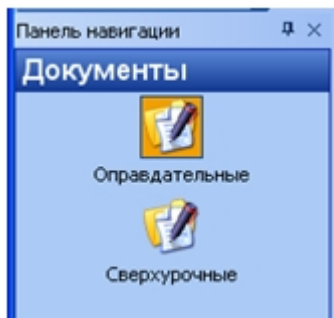 Панель навигации
Документы
Оправдательные
Сверхурочные